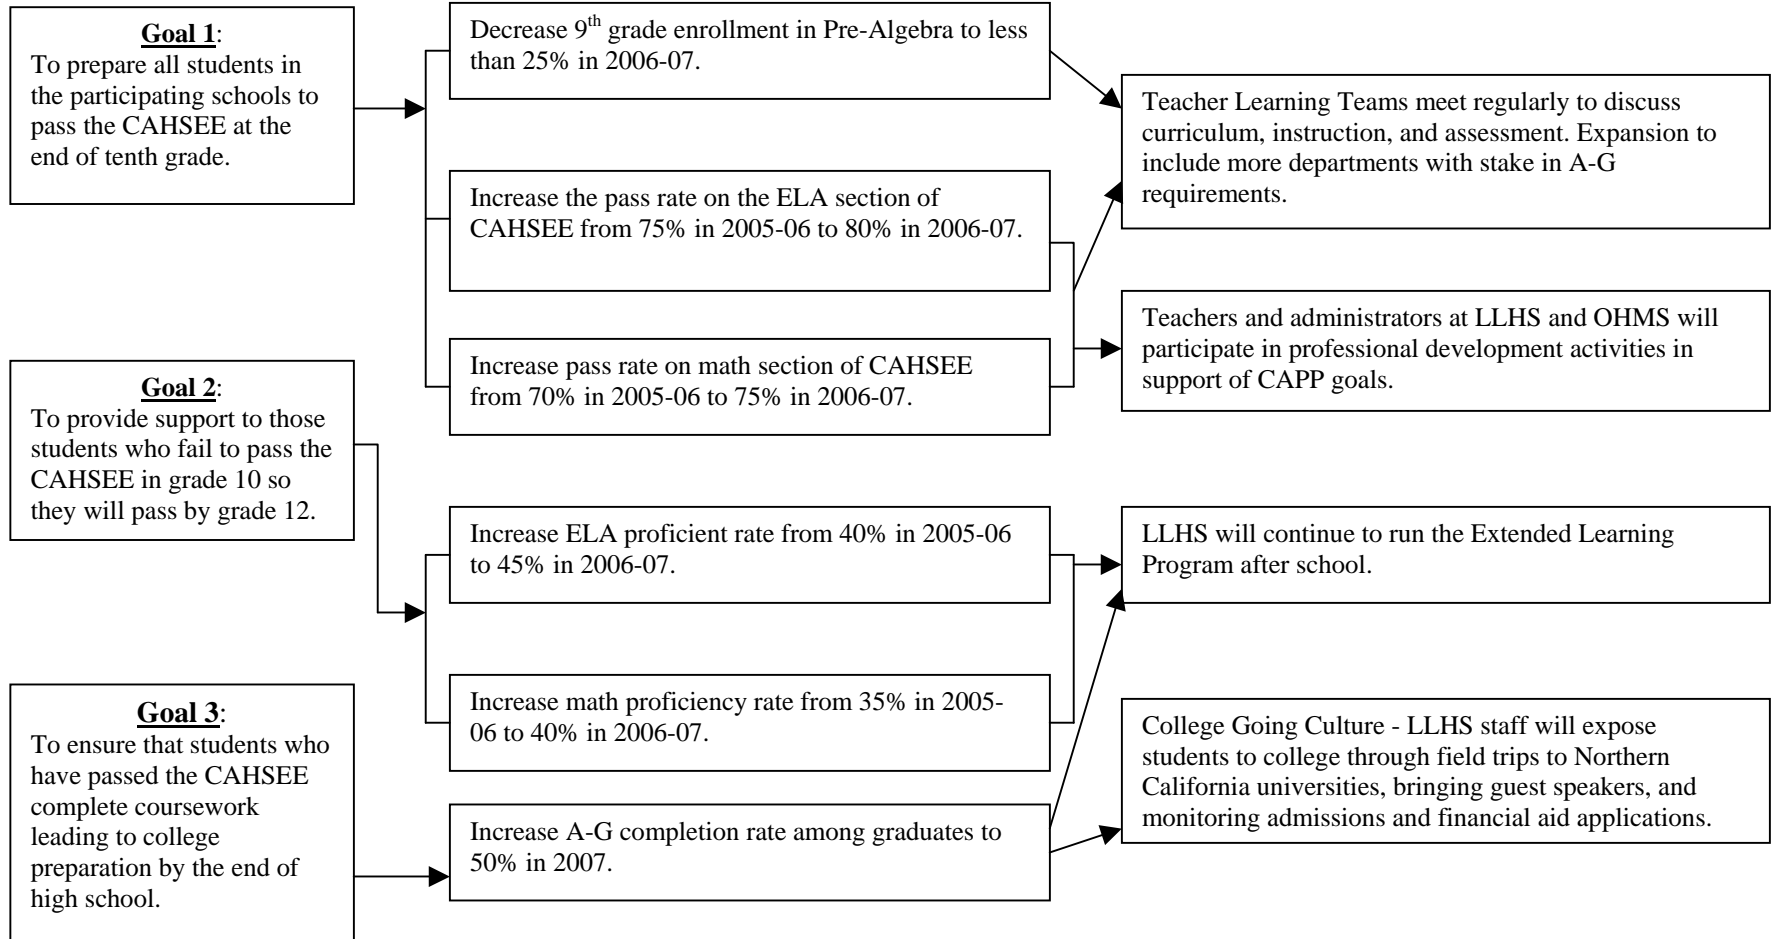 Goal 1:
To prepare all students in
the participating schools to
pass the CAHSEE at the
end of tenth grade.
Goal 2:
To provide support to those
students who fail to pass the
CAHSEE in grade 10 so
they will pass by grade 12.
Goal 3:
To ensure that students who
have passed the CAHSEE
complete coursework
leading to college
preparation by the end of
high school.
Decrease 9th grade enrollment in Pre-Algebra to less
than 25% in 2006-07.
Increase the pass rate on the ELA section of
CAHSEE from 75% in 2005-06 to 80% in 2006-07.
Increase pass rate on math section of CAHSEE
from 70% in 2005-06 to 75% in 2006-07.
Increase ELA proficient rate from 40% in 2005-06
to 45% in 2006-07.
Increase math proficiency rate from 35% in 2005-
06 to 40% in 2006-07.
Increase A-G completion rate among graduates to
50% in 2007.
Teacher Learning Teams meet regularly to discuss
curriculum, instruction, and assessment. Expansion to
include more departments with stake in A-G
requirements.
Teachers and administrators at LLHS and OHMS will
participate in professional development activities in
support of CAPP goals.
LLHS will continue to run the Extended Learning
Program after school.
College Going Culture - LLHS staff will expose
students to college through field trips to Northern
California universities, bringing guest speakers, and
monitoring admissions and financial aid applications.